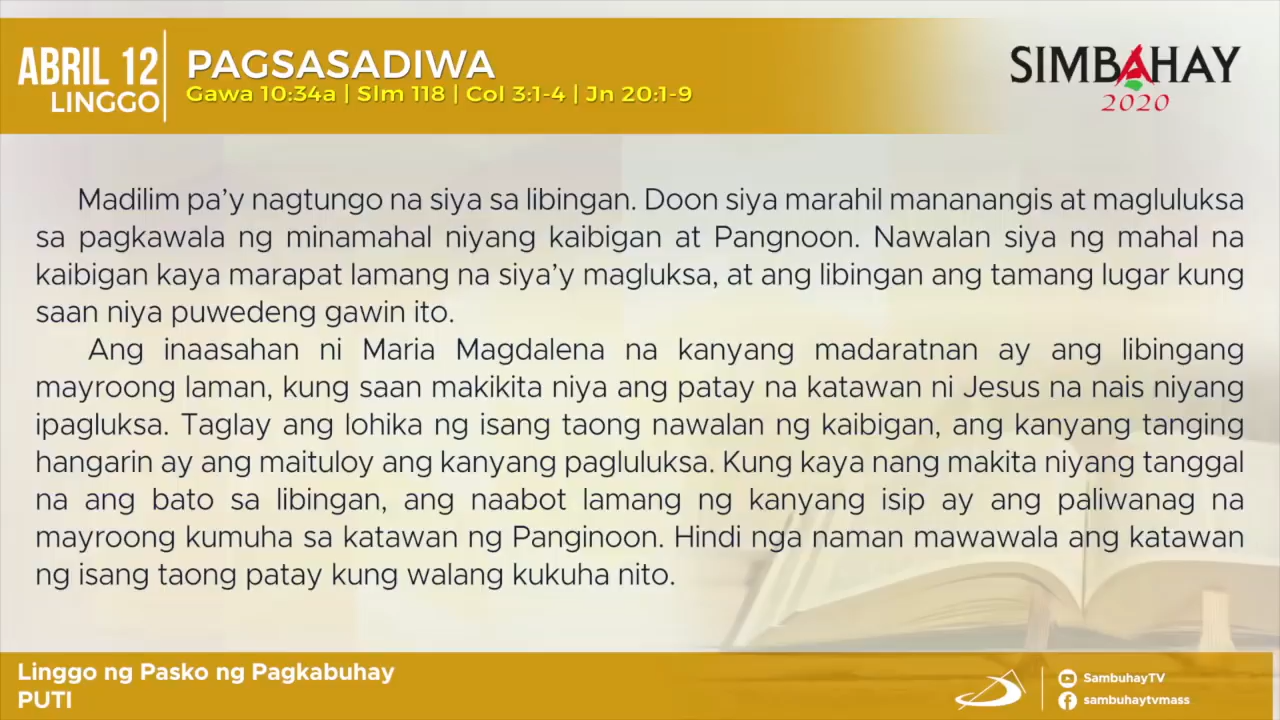 ABRIL 12
LINGGO
PAGSASADIWA
Gawa 10:34a | Slm 118 | Col 3:1-4 | Jn 20:1-9
SIMBAHAY
2020
Madilim pa’y nagtungo na siya sa libingan. Doon siya marahil mananangis at magluluksa
sa pagkawala ng minamahal niyang kaibigan at Pangnoon. Nawalan siya ng mahal na
kaibigan kaya marapat lamang na siya’y magluksa, at ang libingan ang tamang lugar kung
saan niya puwedeng gawin ito.
Ang inaasahan ni Maria Magdalena na kanyang madaratnan ay ang libingang
mayroong laman, kung saan makikita niya ang patay na katawan ni Jesus na nais niyang
ipagluksa. Taglay ang lohika ng isang taong nawalan ng kaibigan, ang kanyang tanging
hangarin ay ang maituloy ang kanyang pagluluksa. Kung kaya nang makita niyang tanggal
na ang bato sa libingan, ang naabot lamang ng kanyang isip ay ang paliwanag na
mayroong kumuha sa katawan ng Panginoon. Hindi nga naman mawawala ang katawan
ng isang taong patay kung walang kukuha nito.
Linggo ng Pasko ng Pagkabuhay
PUTI
SambuhayTV
sambuhaytvmass